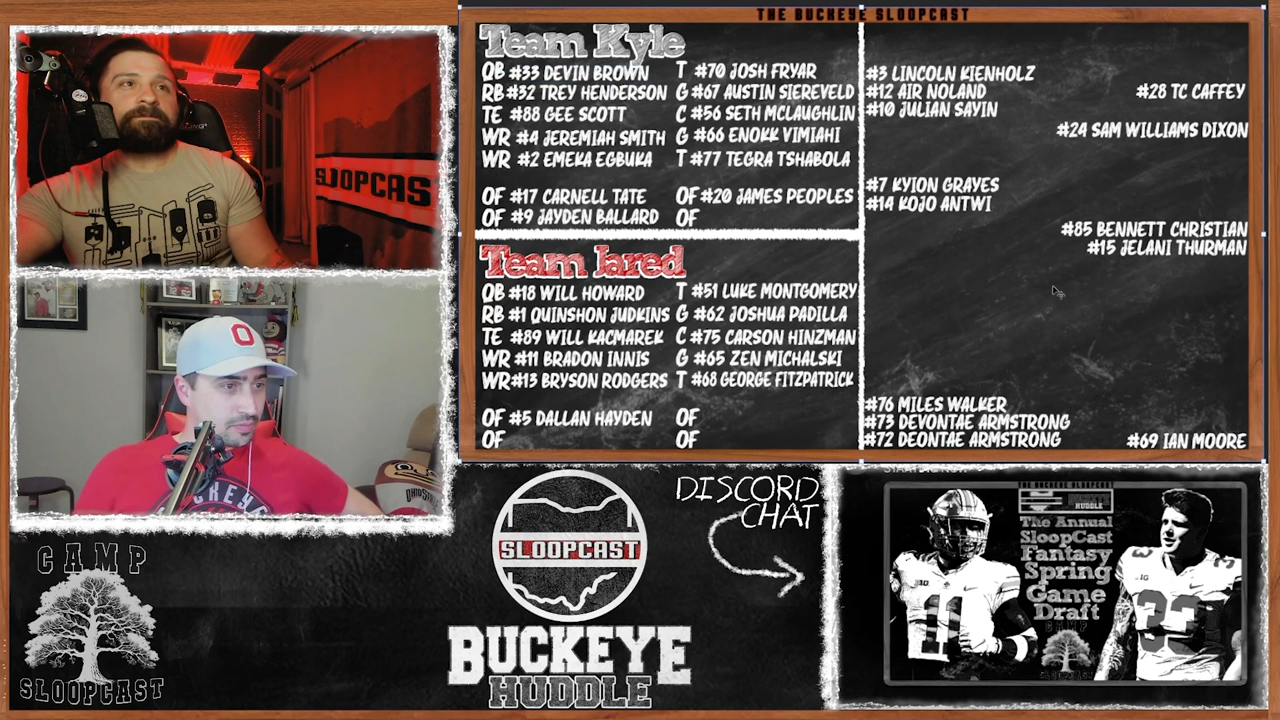 THE BUCKEYE SLOOPCAST
Team Kyle
QB #33 DEVIN BROWN
RB #32 TREY HENDERSON
TE #88 GEE SCOTT
WR #4 JEREMIAH SMITH
WR #2 EMEKA EGBUKA
OF #17 CARNELL TATE
OF #9 JAYDEN BALLARD
T #70 JOSH FRYAR
G #67 AUSTIN SIEREVELD
C #56 SETH MCLAUGHLIN
G #66 ENOKK VIMIAHI
T #77 TEGRA TSHABOLA
OF #20 JAMES PEOPLES
OF
Team Jared
QB #18 WILL HOWARD
RB #1 QUINSHON JUDKINS
TE #89 WILL KACMAREK
WR #11 BRADON INNIS
WR #13 BRYSON RODGERS
OF #5 DALLAN HAYDEN
OF
T #51 LUKE MONTGOMERY
G #62 JOSHUA PADILLA
C #75 CARSON HINZMAN
G #65 ZEN MICHALSKI
T #68 GEORGE FITZPATRICK
OF
OF
#3 LINCOLN KIENHOLZ
#12 AIR NOLAND
#10 JULIAN SAYIN
#28 TC CAFFEY
#24 SAM WILLIAMS DIXON
#7 KYION GRAYES
#14 KOJO ANTWI
#85 BENNETT CHRISTIAN
#15 JELANI THURMAN
#76 MILES WALKER
#73 DEVONTAE ARMSTRONG
#72 DEONTAE ARMSTRONG
#69 IAN MOORE
SLOOPCAS
O
CAMP
SLOOPCAST
SLOOPCAST
BUCKEYE
HUDDLE
DISCORD
CHAT
The Annual
SloopCast
Fantasy
Spring
Game
Draft
CAMP
11
33